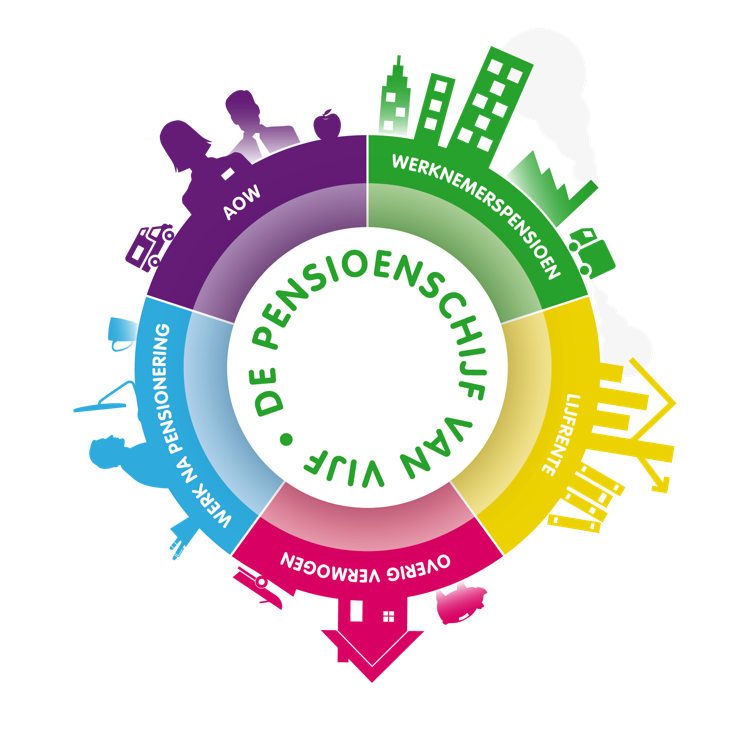 DE PENSIOENSCHIJF VAN VIJF •
AOW
WERKNEMERSPENSIOEN
LIJFRENTE
OVERIG VERMOGEN
WERK NA PENSIONERING